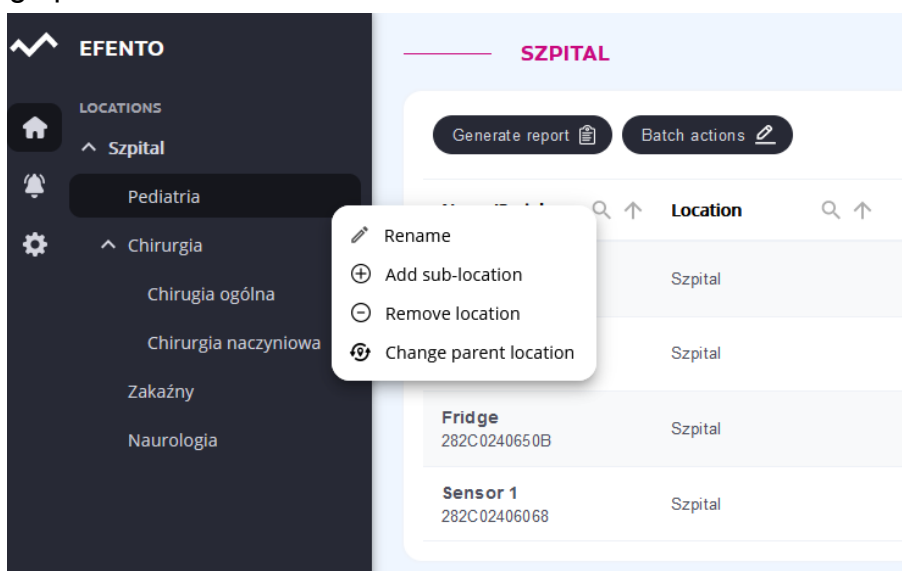 EFENTO
SZPITAL
LOCATIONS
Szpital
Pediatria
Chirurgia
Chirugia ogólna
Chirurgia naczyniowa
Zakaźny
Naurologia
Rename
Add sub-location
Remove location
Change parent location
Generate report
Batch actions
Location
Szpital
Szpital
Fridge
282C0240650B
Szpital
Sensor 1
282C02406068
Szpital